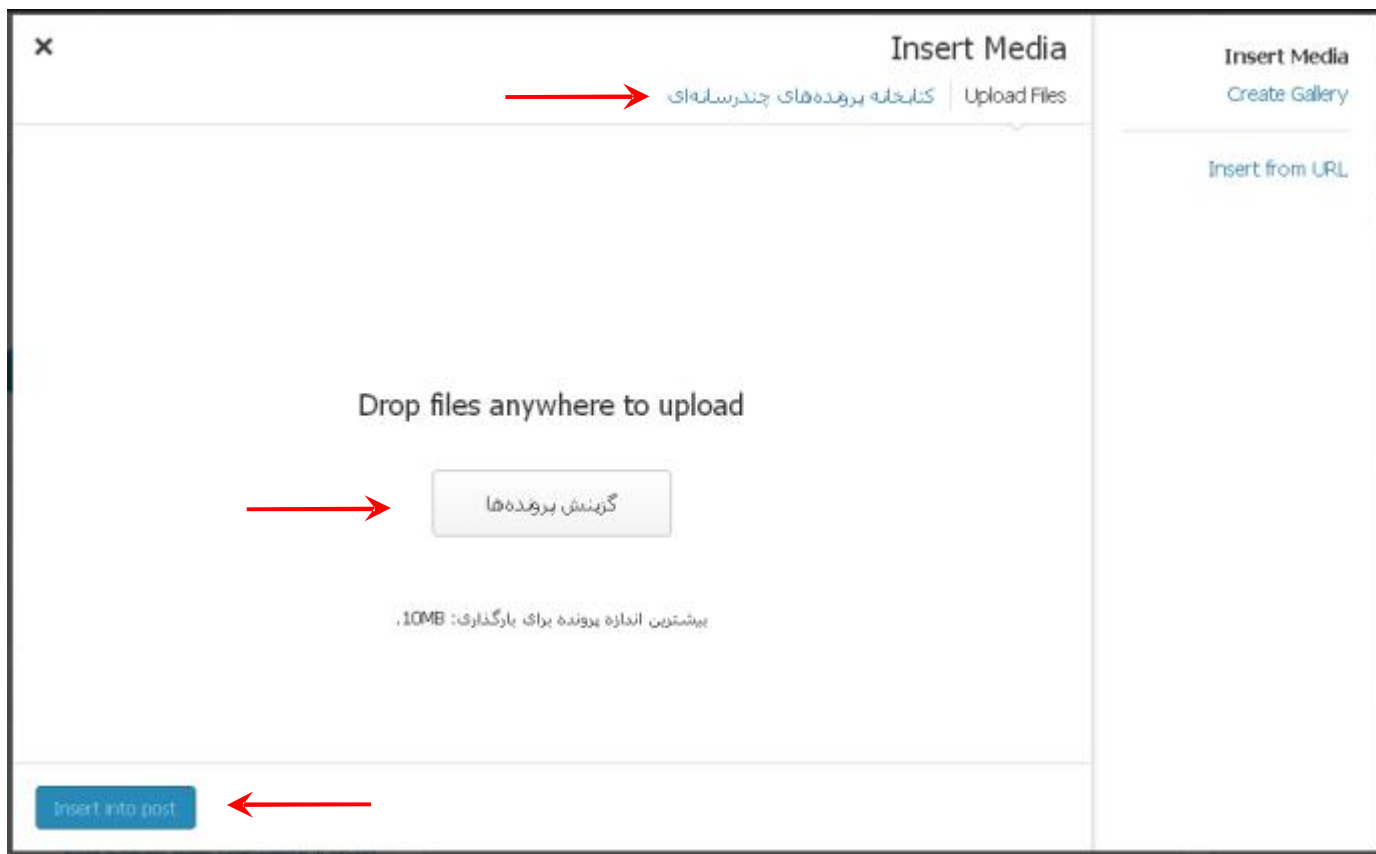 Insert Media
Upload Files | کتابخانه پرونده‌های چندرسانه‌ای
Insert Media
Create Gallery
Insert from URL
Drop files anywhere to upload
گزینش پرونده‌ها
بیشترین اندازه پرونده برای بارگذاری: 10MB.
Insert into post